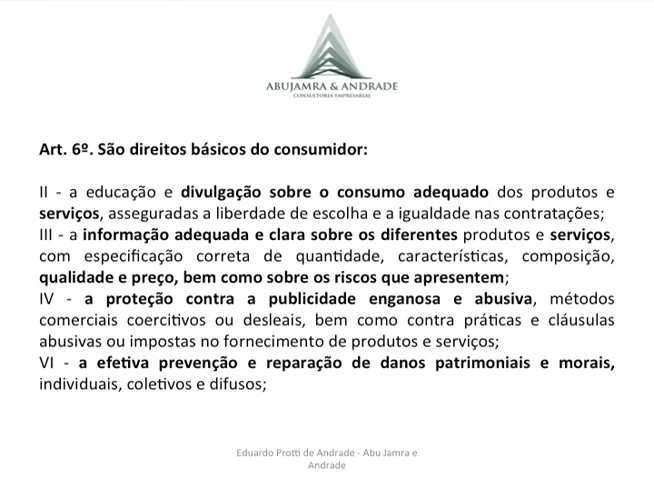 ABUJAMRA & ANDRADE
CONSULTORIA EMPRESARIAL
Art. 6º. São direitos básicos do consumidor:
II - a educação e divulgação sobre o consumo adequado dos produtos e
serviços, asseguradas a liberdade de escolha e a igualdade nas contratações;
III - a informação adequada e clara sobre os diferentes produtos e serviços,
com especificação correta de quantidade, características, composição,
qualidade e preço, bem como sobre os riscos que apresentem;
IV - a proteção contra a publicidade enganosa e abusiva, métodos
comerciais coercitivos ou desleais, bem como contra práticas e cláusulas
abusivas ou impostas no fornecimento de produtos e serviços;
VI - a efetiva prevenção e reparação de danos patrimoniais e morais,
individuais, coletivos e difusos;
Eduardo Protti de Andrade - Abu Jamra e
Andrade